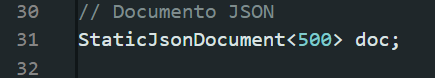 30 // Documento JSON
31 StaticJsonDocument<500> doc;
32